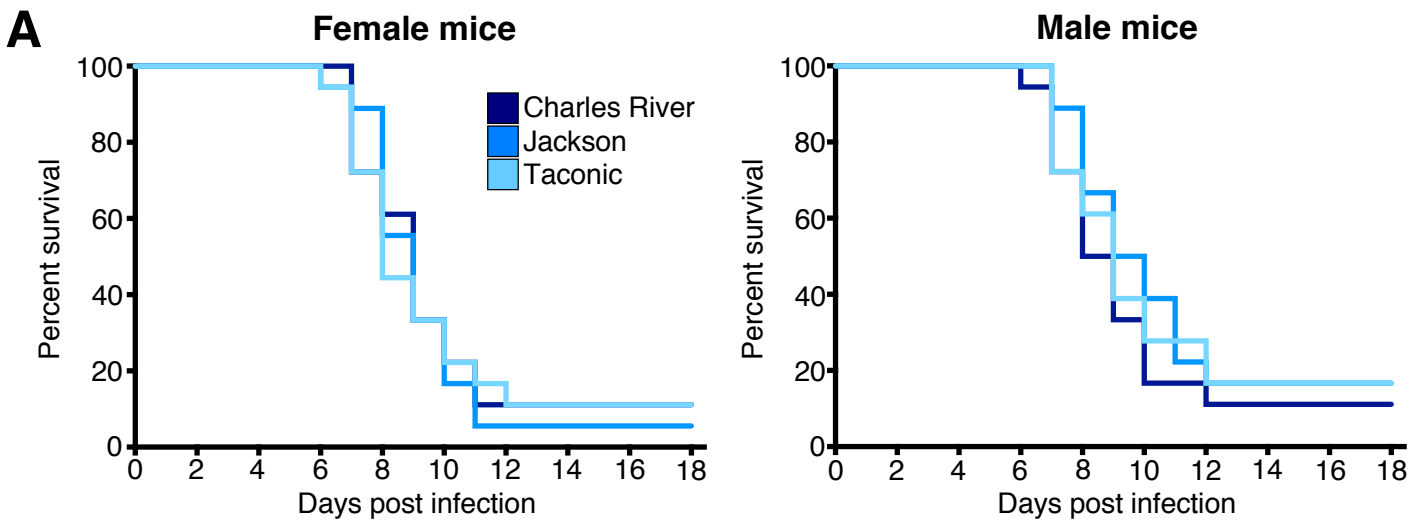 A
Female mice
Male mice
100
80
60
40
20
0
Percent survival
Charles River
Jackson
Taconic
0 2 4 6 8 10 12 14 16 18
Days post infection
100
80
60
40
20
0
Percent survival
0 2 4 6 8 10 12 14 16 18
Days post infection